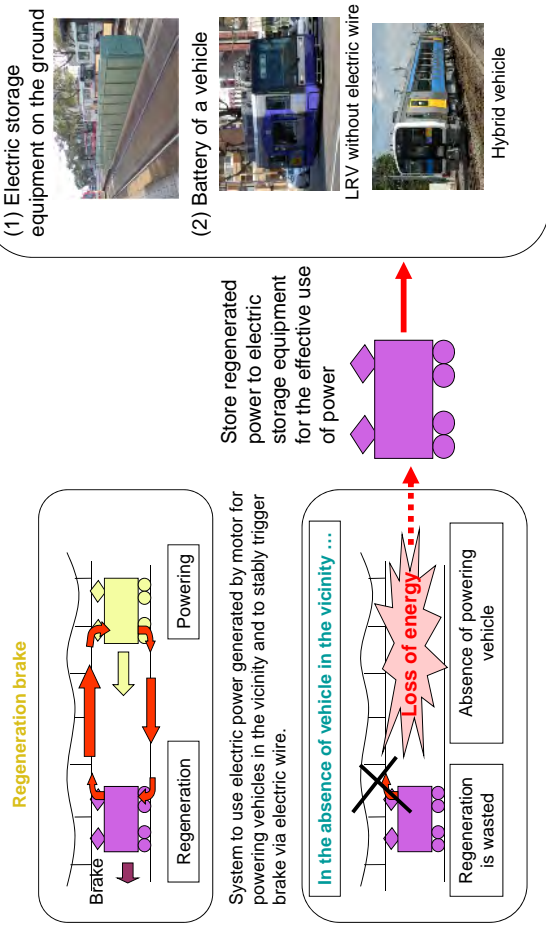 Regeneration brake
Brake
Regeneration
Powering
System to use electric power generated by motor for
powering vehicles in the vicinity and to stably trigger
brake via electric wire.
In the absence of vehicle in the vicinity …
Loss of energy
Regeneration
is wasted
Absence of powering
vehicle
Store regenerated
power to electric
storage equipment
for the effective use
of power
(1) Electric storage
equipment on the ground
(2) Battery of a vehicle
LRV without electric wire
Hybrid vehicle